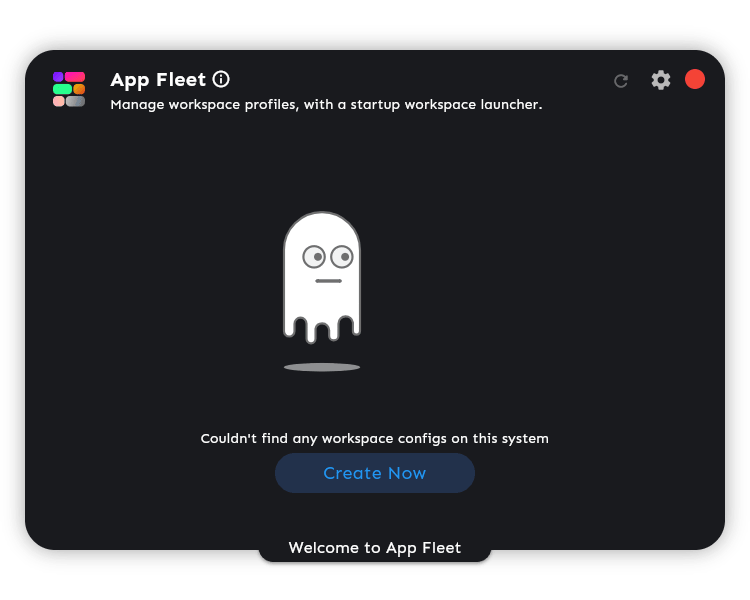 App Fleet
Manage workspace profiles, with a startup workspace launcher.
Couldn't find any workspace configs on this system
Create Now
Welcome to App Fleet